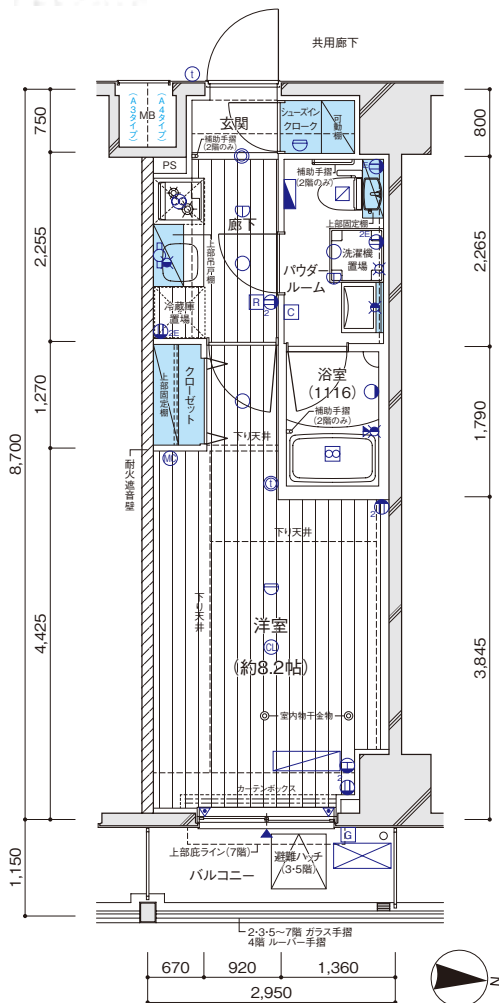 共用廊下
t
(A3タイプ)
MB
(A4タイプ)
玄関
シューズイン
クローク
可動棚
750
800
補助手摺
(2階のみ)
PS
廊下
上部吊戸棚
補助手摺
(2階のみ)
E
上部固定棚
2E
洗濯機
置場
パウダー
ルーム
2,255
2,265
冷蔵庫
置場
2E
R
2
C
浴室
(1116)
補助手摺
(2階のみ)
クローゼット
上部固定棚
1,270
1,790
8,700
下り天井
MC
耐火遮音壁
t
2
下り天井
下り天井
洋室
(約8.2帖)
CL
4,425
3,845
室内物干金物
2
カーテンボックス
上部庇ライン(7階)
避難ハッチ
(3・5階)
G
バルコニー
1,150
2・3・5〜7階 ガラス手摺
4階 ルーバー手摺
670
920
1,360
2,950
N